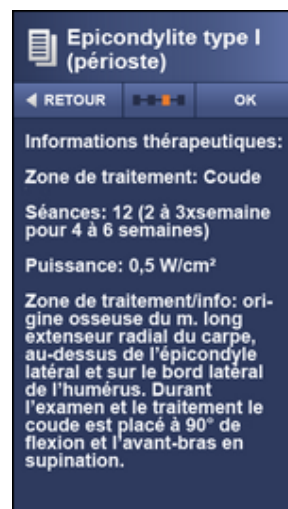 Epicondylite type I
(périoste)
RETOUR
OK
Informations thérapeutiques:
Zone de traitement: Coude
Séances: 12 (2 à 3xsemaine
pour 4 à 6 semaines)
Puissance: 0,5 W/cm²
Zone de traitement/info: ori-
gine osseuse du m. long
extenseur radial du carpe,
au-dessus de l'épicondyle
latéral et sur le bord latéral
de l'humérus. Durant
l'examen et le traitement le
coude est placé à 90° de
flexion et l'avant-bras en
supination.